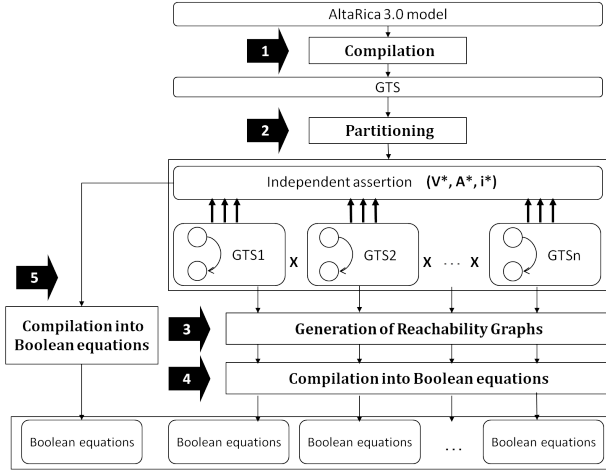 AltaRica 3.0 model
1
Compilation
GTS
2
Partitioning
Independent assertion (V*, A*, i*)
GTS1 X GTS2 X ... X GTSn
5
Compilation into
Boolean equations
3
Generation of Reachability Graphs
4
Compilation into Boolean equations
Boolean equations Boolean equations Boolean equations ... Boolean equations